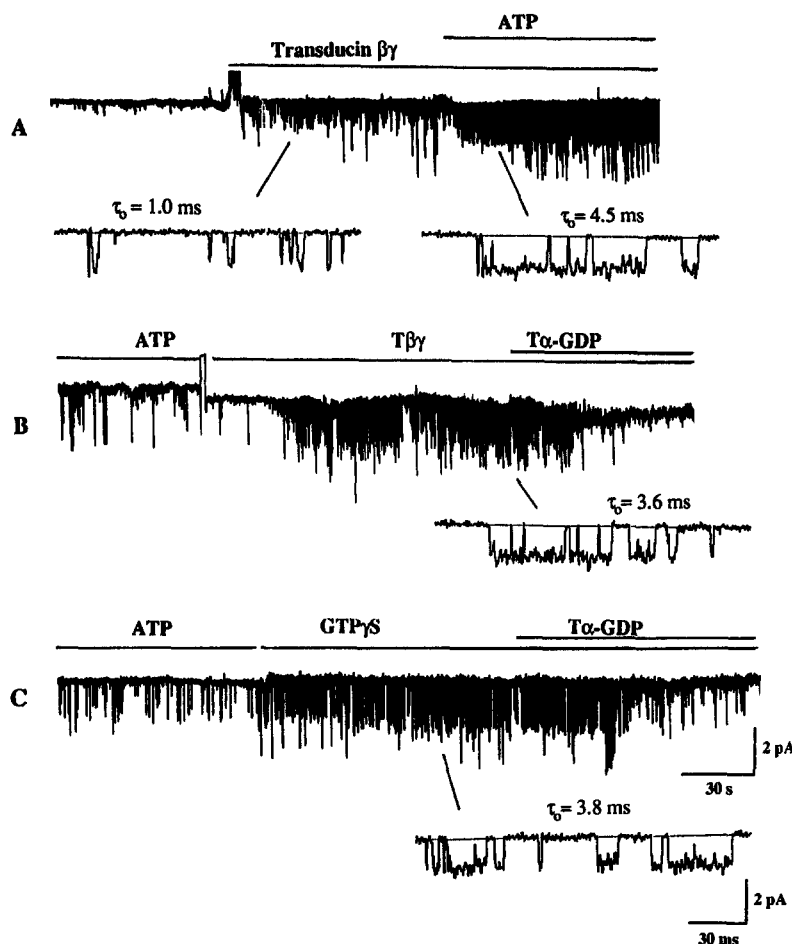 ATP
Transducin βγ
A
τo = 1.0 ms
τo = 4.5 ms
ATP
Tβγ
Tα-GDP
B
τo = 3.6 ms
ATP
GTPγS
Tα-GDP
C
2 pA
30 s
τo = 3.8 ms
2 pA
30 ms